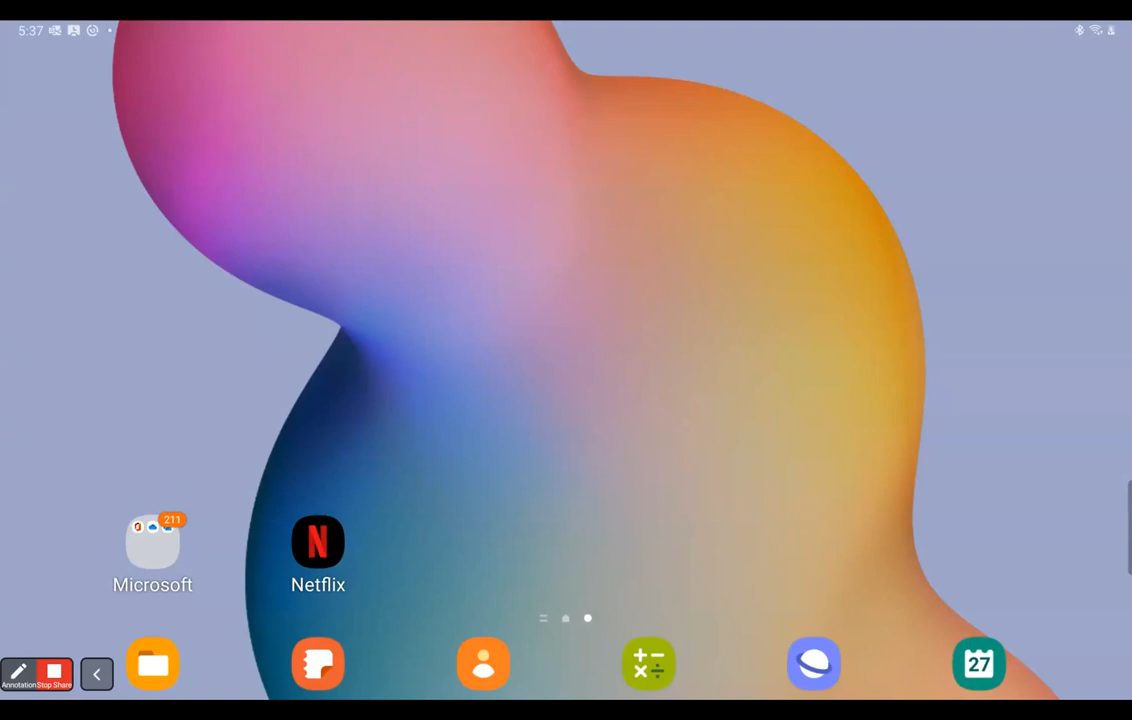 5:37
211
N
Microsoft
Netflix
27
Annotation Stop Share